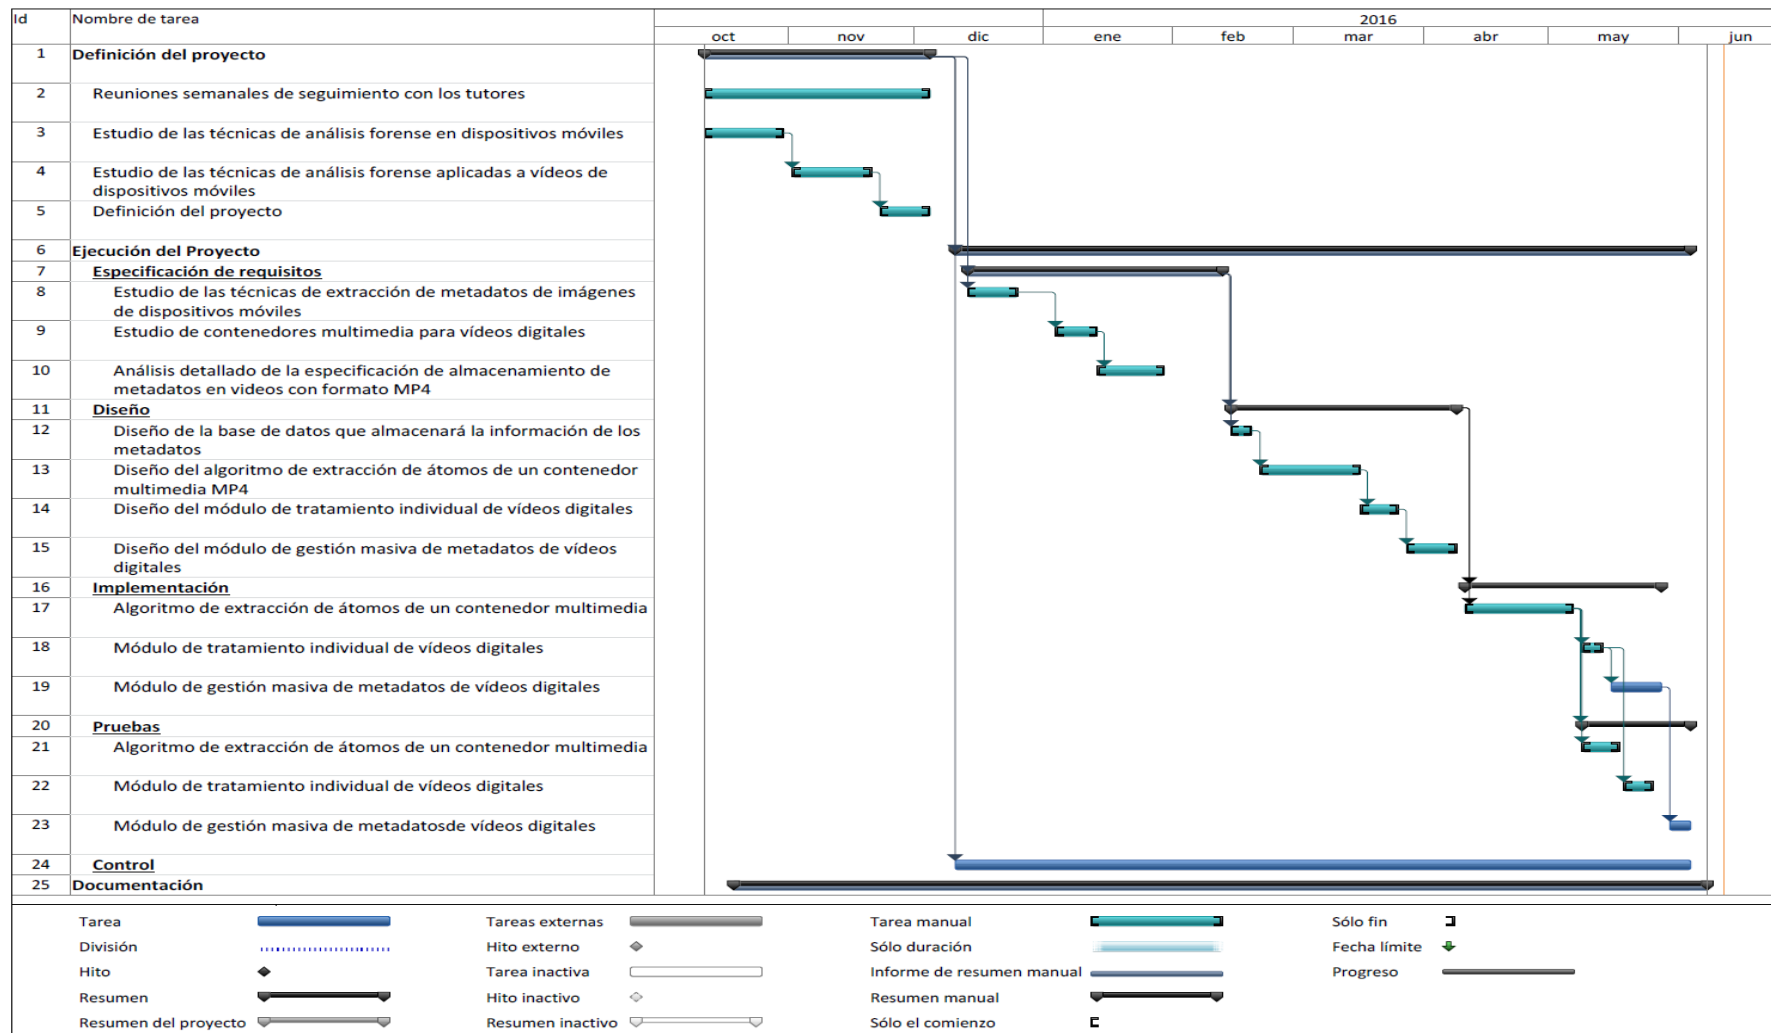 Id Nombre de tarea 2016
oct nov dic ene feb mar abr may jun
1 Definición del proyecto
2 Reuniones semanales de seguimiento con los tutores
3 Estudio de las técnicas de análisis forense en dispositivos móviles
4 Estudio de las técnicas de análisis forense aplicadas a vídeos de
dispositivos móviles
5 Definición del proyecto
6 Ejecución del Proyecto
7 Especificación de requisitos
8 Estudio de las técnicas de extracción de metadatos de imágenes
de dispositivos móviles
9 Estudio de contenedores multimedia para vídeos digitales
10 Análisis detallado de la especificación de almacenamiento de
metadatos en videos con formato MP4
11 Diseño
12 Diseño de la base de datos que almacenará la información de los
metadatos
13 Diseño del algoritmo de extracción de átomos de un contenedor
multimedia MP4
14 Diseño del módulo de tratamiento individual de vídeos digitales
15 Diseño del módulo de gestión masiva de metadatos de vídeos
digitales
16 Implementación
17 Algoritmo de extracción de átomos de un contenedor multimedia
18 Módulo de tratamiento individual de vídeos digitales
19 Módulo de gestión masiva de metadatos de vídeos digitales
20 Pruebas
21 Algoritmo de extracción de átomos de un contenedor multimedia
22 Módulo de tratamiento individual de vídeos digitales
23 Módulo de gestión masiva de metadatosde vídeos digitales
24 Control
25 Documentación
Tarea Tareas externas Tarea manual Sólo fin
División Hito externo Sólo duración Fecha límite
Hito Tarea inactiva Informe de resumen manual Progreso
Resumen Hito inactivo Resumen manual
Resumen del proyecto Resumen inactivo Sólo el comienzo